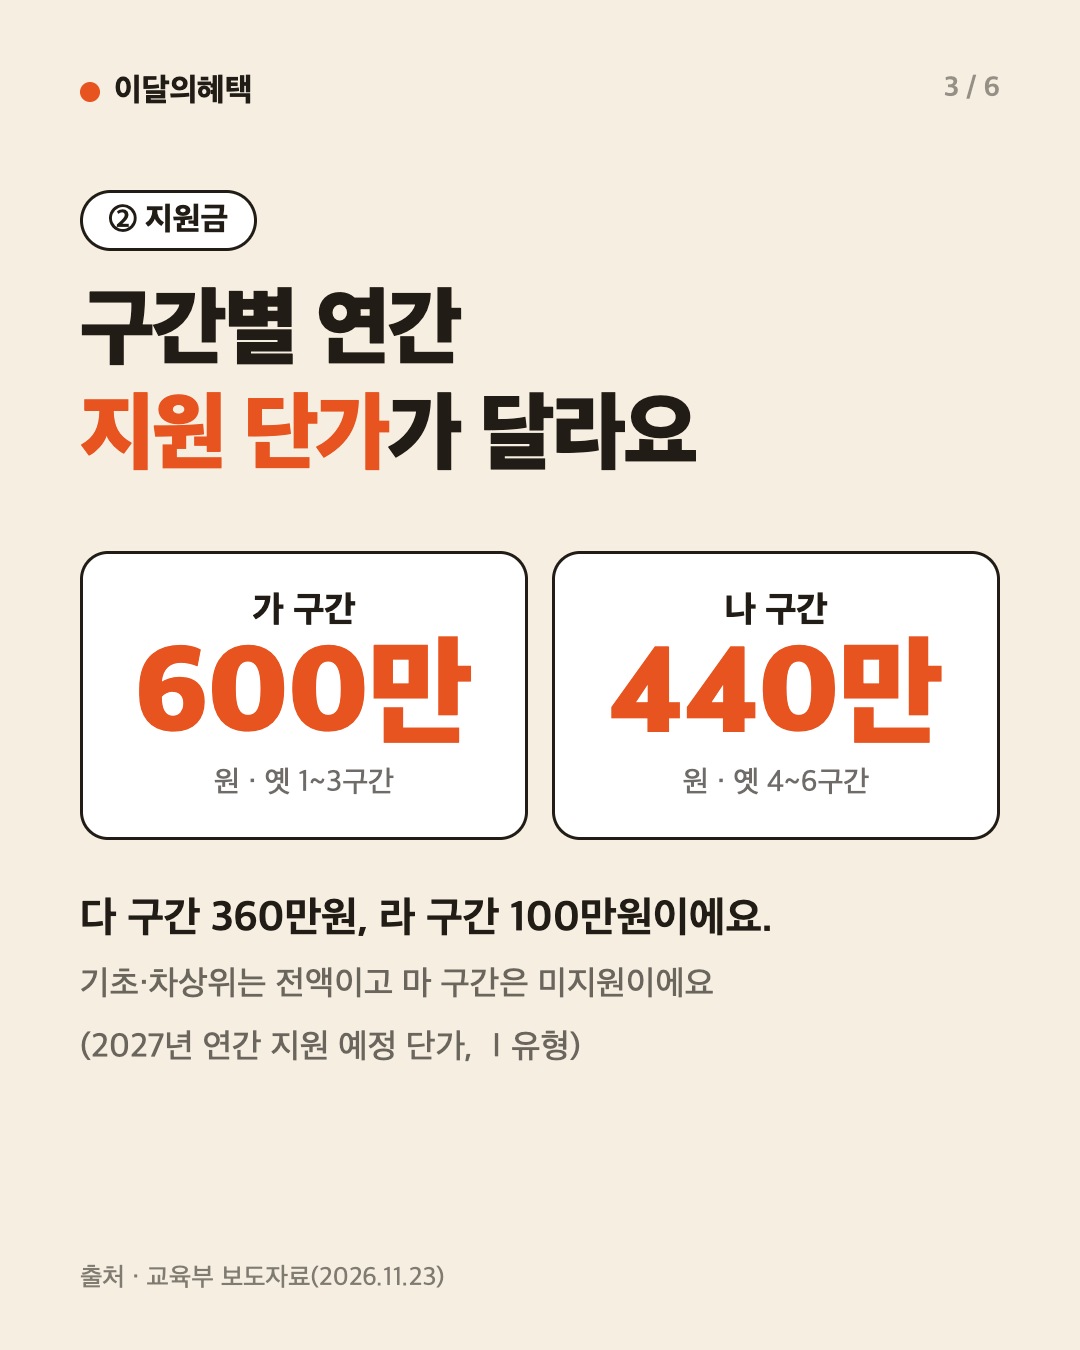 이달의혜택
3 / 6
② 지원금
구간별 연간
지원 단가가 달라요
가 구간
600만
원 · 옛 1~3구간
나 구간
440만
원 · 옛 4~6구간
다 구간 360만원, 라 구간 100만원이에요.
기초·차상위는 전액이고 마 구간은 미지원이에요
(2027년 연간 지원 예정 단가, Ⅰ유형)
출처 · 교육부 보도자료(2026.11.23)